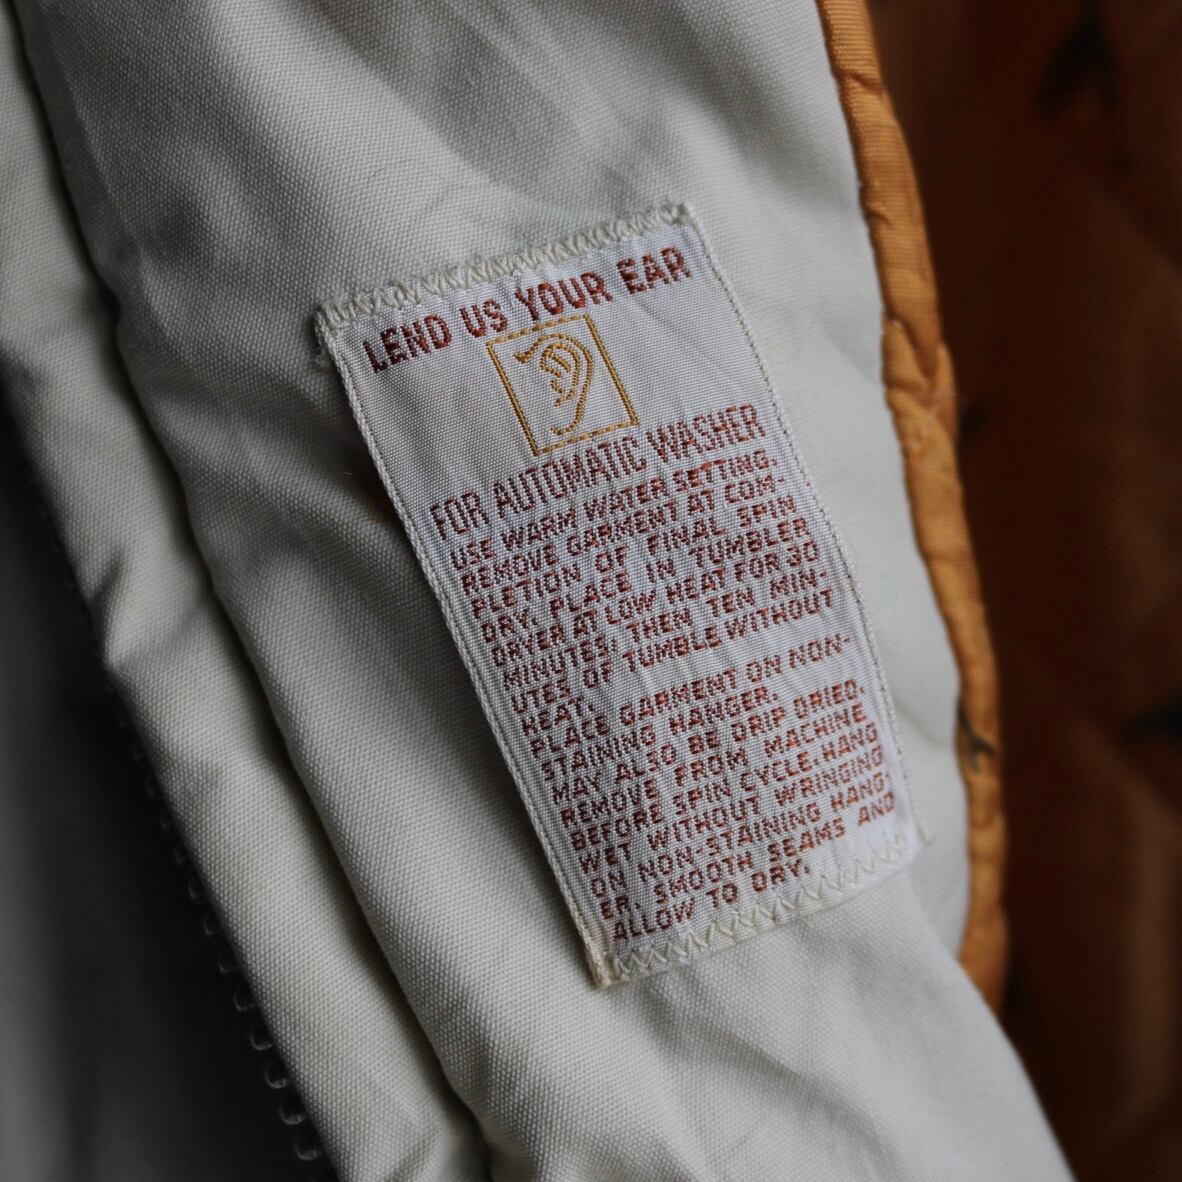 LEND US YOUR EAR
FOR AUTOMATIC WASHER
USE WARM WATER SETTING.
REMOVE GARMENT AT COM-
PLETION OF FINAL SPIN
DRY. PLACE IN TUMBLER
DRYER AT LOW HEAT FOR 30
MINUTES. THEN TEN MIN-
UTES OF TUMBLE WITHOUT
HEAT.
PLACE GARMENT ON NON-
STAINING HANGER.
MAY ALSO BE DRIP DRIED.
REMOVE FROM MACHINE
BEFORE SPIN CYCLE. HANG
WET WITHOUT WRINGING
ON NON-STAINING HANG-
ER. SMOOTH SEAMS AND
ALLOW TO DRY.